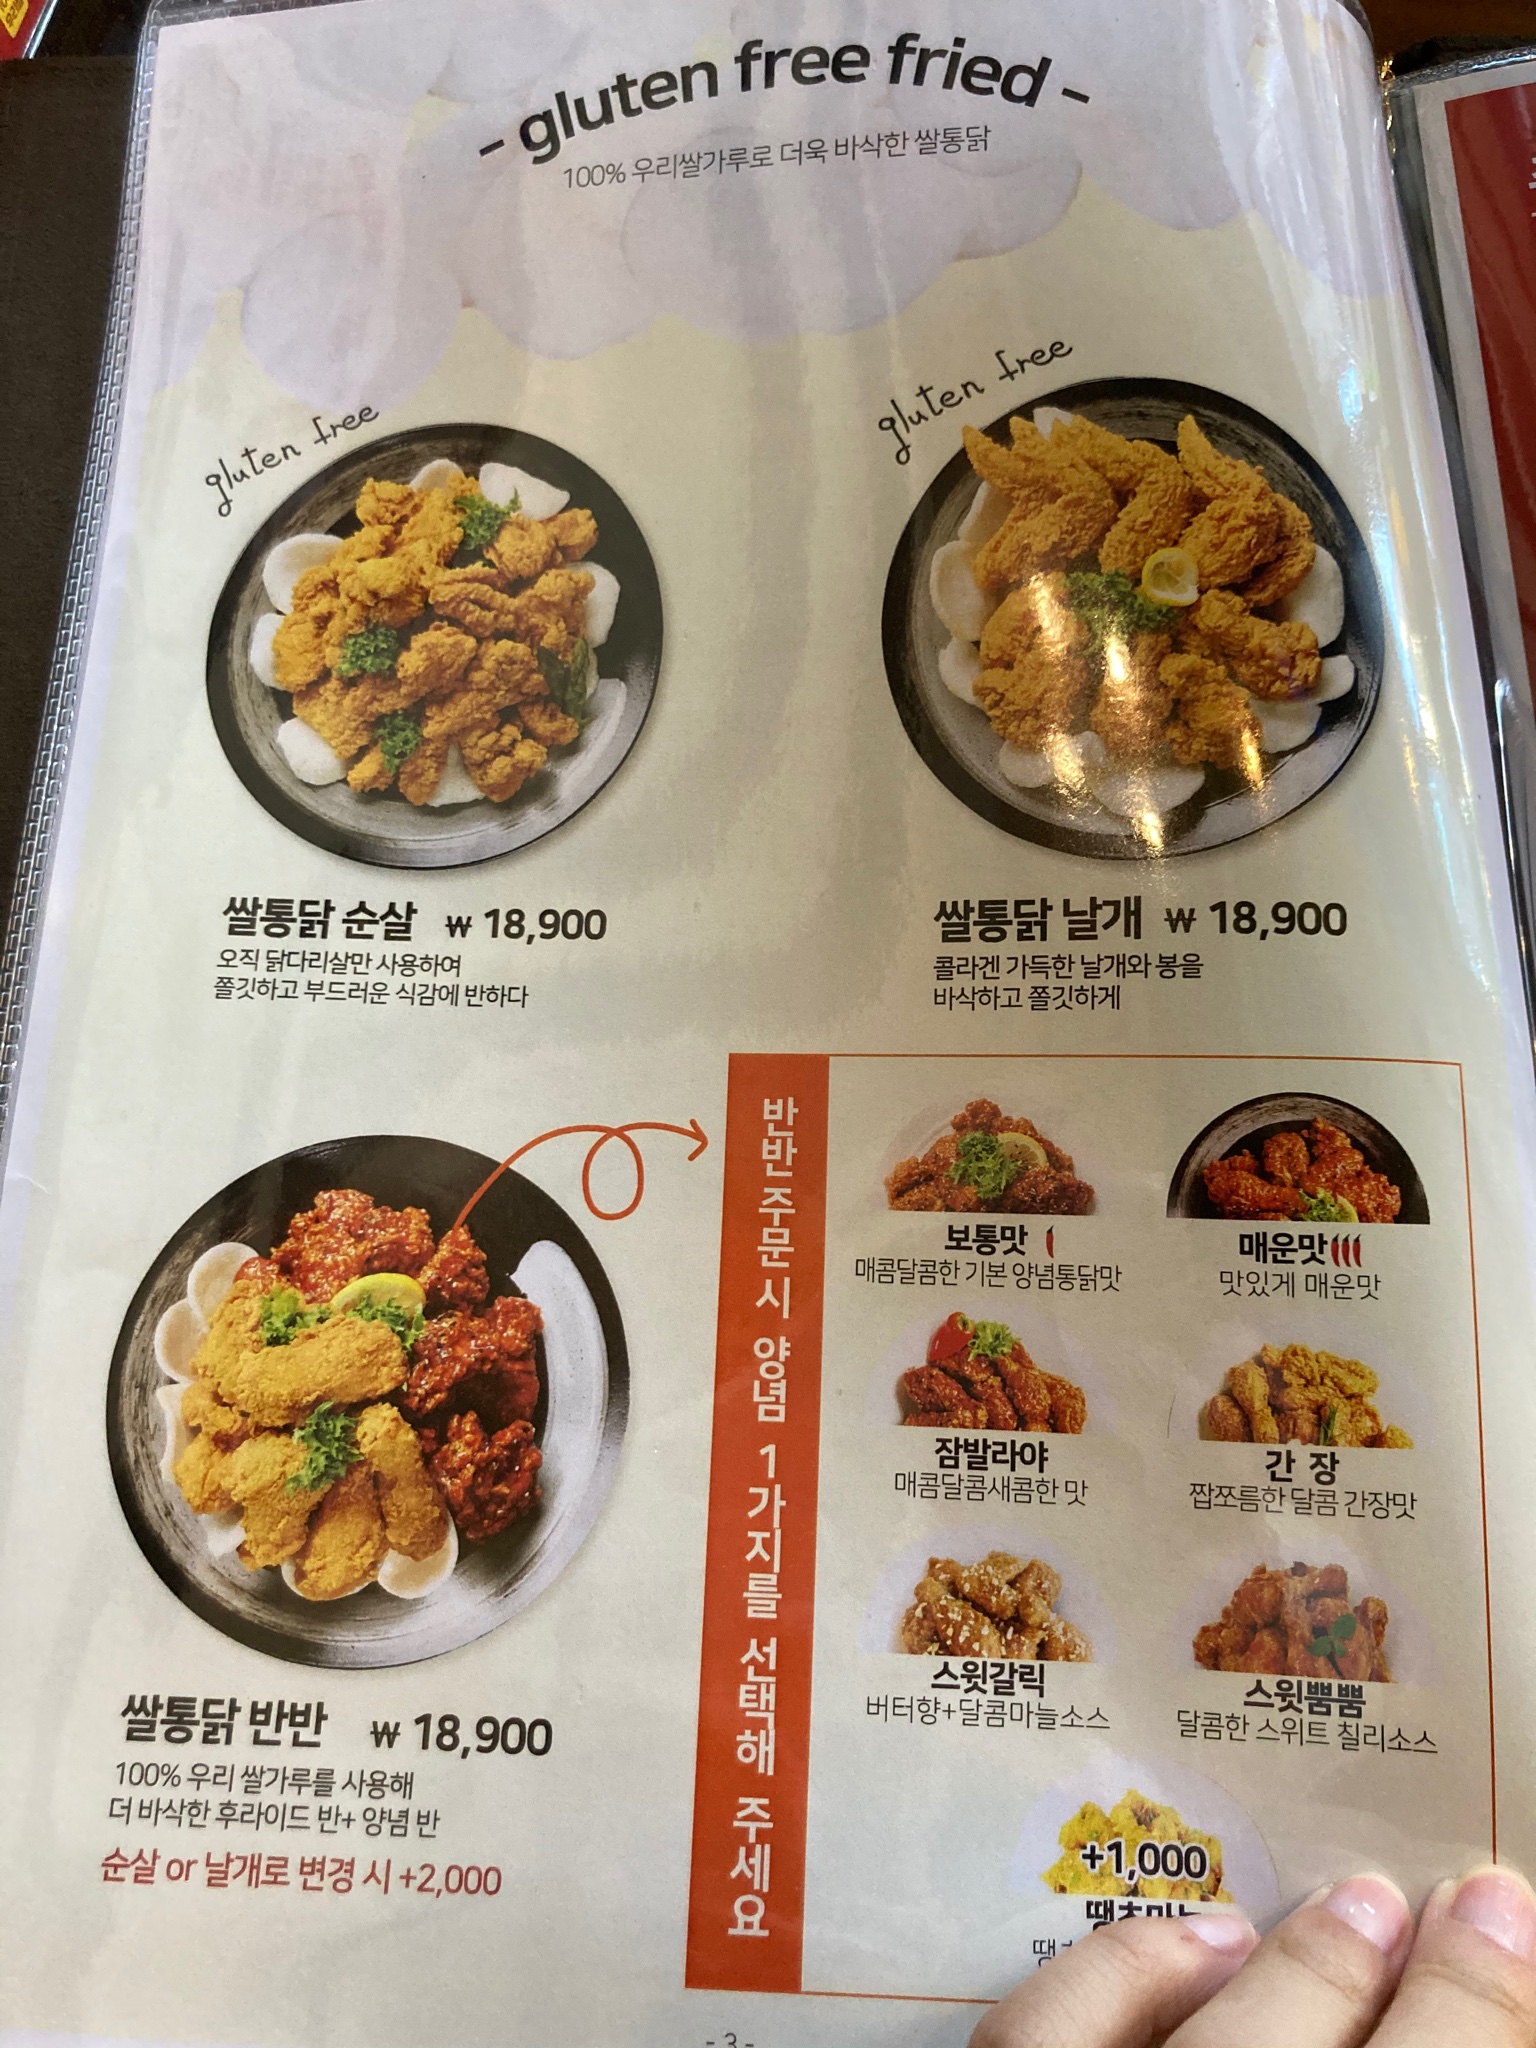 - gluten free fried -
100% 우리쌀가루로 더욱 바삭한 쌀통닭
gluten free
gluten free
쌀통닭 순살 ₩ 18,900
오직 닭다리살만 사용하여
쫄깃하고 부드러운 식감에 반하다
쌀통닭 날개 ₩ 18,900
콜라겐 가득한 날개와 봉을
바삭하고 쫄깃하게
쌀통닭 반반 ₩ 18,900
100% 우리 쌀가루를 사용해
더 바삭한 후라이드 반+ 양념 반
순살 or 날개로 변경 시 +2,000
반반 주문 시 양념 1가지를 선택해 주세요
보통맛
매콤달콤한 기본 양념통닭맛
매운맛
맛있게 매운맛
잠발라야
매콤달콤새콤한 맛
간 장
짭쪼름한 달콤 간장맛
스윗갈릭
버터향+달콤마늘소스
스윗뿜뿜
달콤한 스위트 칠리소스
+1,000
땡초마늘
- 3 -